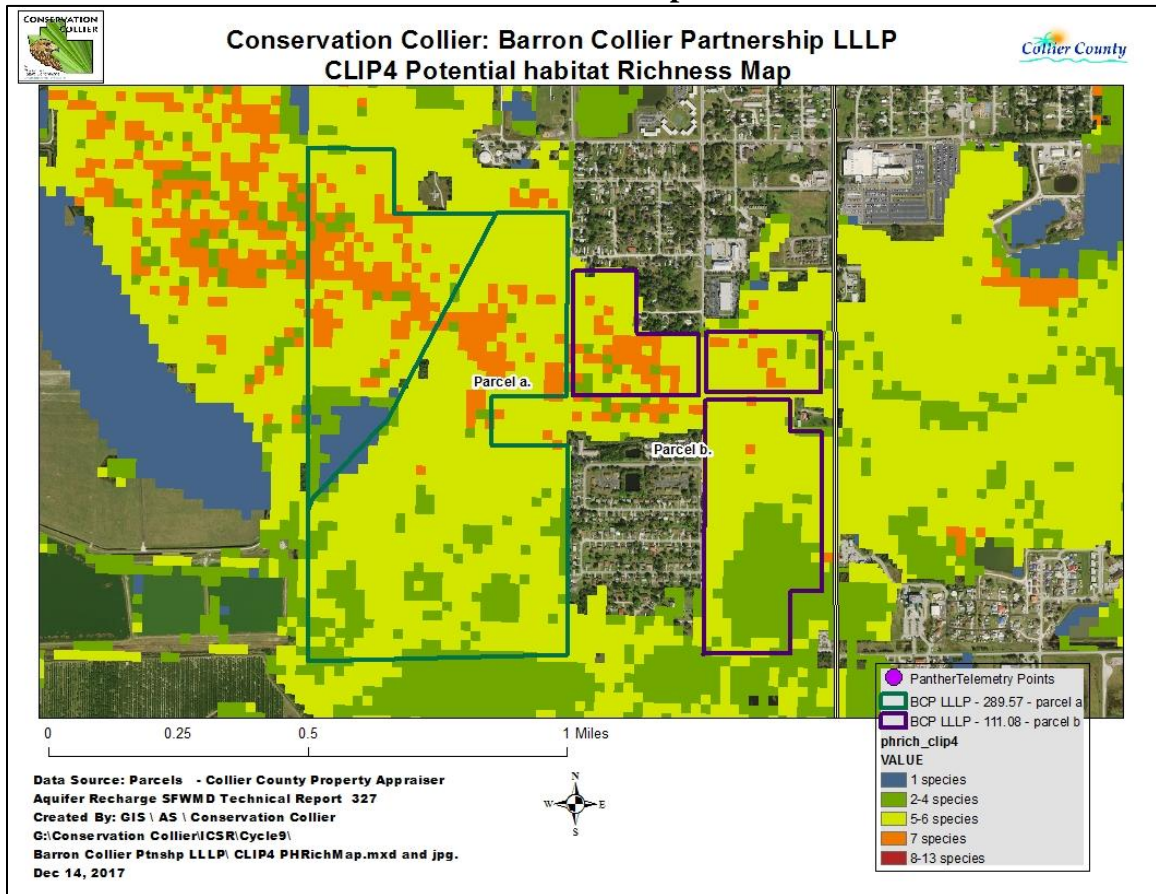 CONSERVATION
COLLIER
Conservation Collier: Barron Collier Partnership LLLP
CLIP4 Potential habitat Richness Map
Collier County
Parcel a.
Parcel b.
PantherTelemetry Points
BCP LLLP - 289.57 - parcel a
BCP LLLP - 111.08 - parcel b
phrich_clip4
VALUE
1 species
2-4 species
5-6 species
7 species
8-13 species
0 0.25 0.5 1 Miles
Data Source: Parcels - Collier County Property Appraiser
Aquifer Recharge SFWMD Technical Report 327
Created By: GIS \ AS \ Conservation Collier
G:\Conservation Collier\ICSR\Cycle9\
Barron Collier Ptnshp LLLP\ CLIP4 PHRichMap.mxd and jpg.
Dec 14, 2017
N
W E
S